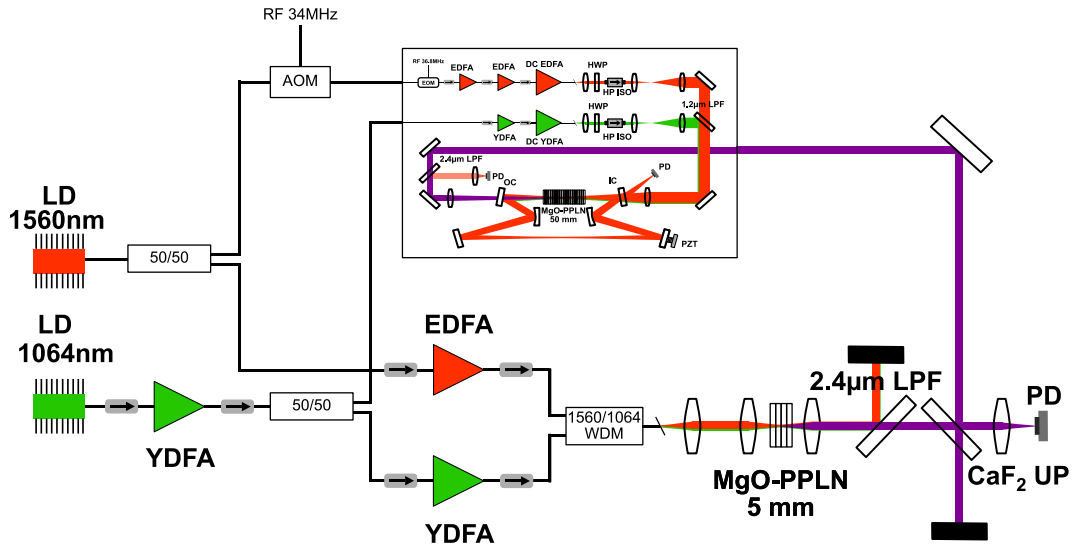 RF 34MHz
AOM
RF 36.8MHz
EOM
EDFA
EDFA
DC EDFA
HWP
HP ISO
1.2μm LPF
YDFA
DC YDFA
HWP
HP ISO
2.4μm LPF
PD
OC
IC
PD
MgO-PPLN
50 mm
PZT
LD
1560nm
50/50
LD
1064nm
YDFA
50/50
EDFA
YDFA
1560/1064
WDM
MgO-PPLN
5 mm
2.4μm LPF
CaF₂ UP
PD